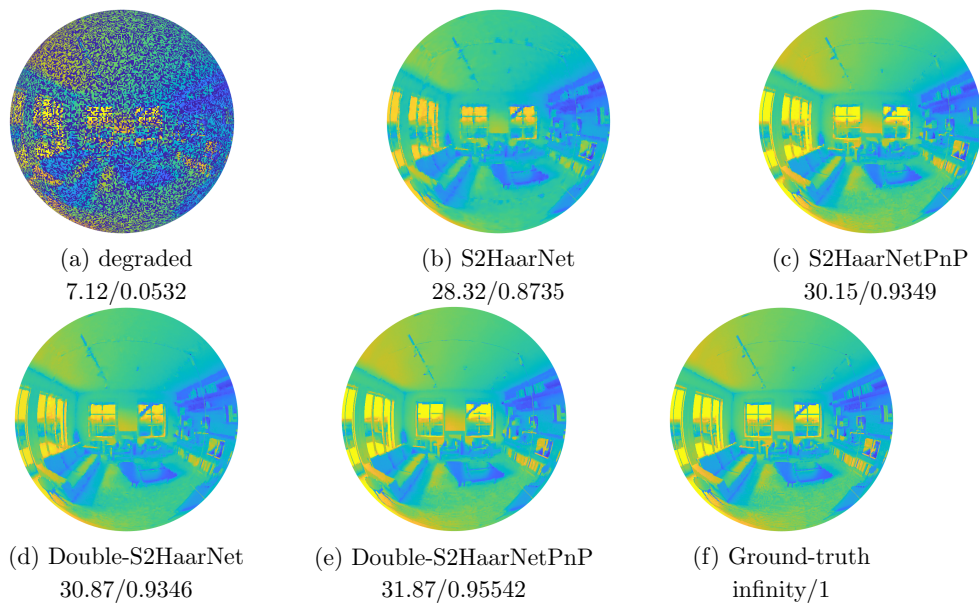 (a) degraded
7.12/0.0532
(b) S2HaarNet
28.32/0.8735
(c) S2HaarNetPnP
30.15/0.9349
(d) Double-S2HaarNet
30.87/0.9346
(e) Double-S2HaarNetPnP
31.87/0.95542
(f) Ground-truth
infinity/1